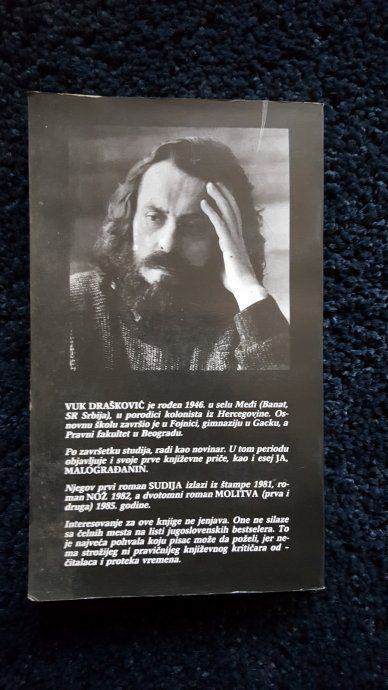 VUK DRAŠKOVIĆ je rođen 1946. u selu Međi (Banat,
SR Srbija), u porodici kolonista iz Hercegovine. Os-
novnu školu završio je u Fojnici, gimnaziju u Gacku, a
Pravni fakultet u Beogradu.
Po završetku studija, radi kao novinar. U tom periodu
objavljuje i svoje prve književne priče, kao i esej JA,
MALOGRAĐANIN.
Njegov prvi roman SUDIJA izlazi iz štampe 1981, ro-
man NOŽ 1982, a dvotomni roman MOLITVA (prva i
druga) 1985. godine.
Interesovanje za ove knjige ne jenjava. One ne silaze
sa čelnih mesta na listi jugoslovenskih bestselera. To
je najveća pohvala koju pisac može da poželi, jer ne-
ma strožijeg ni pravičnijeg književnog kritičara od –
čitalaca i proteka vremena.